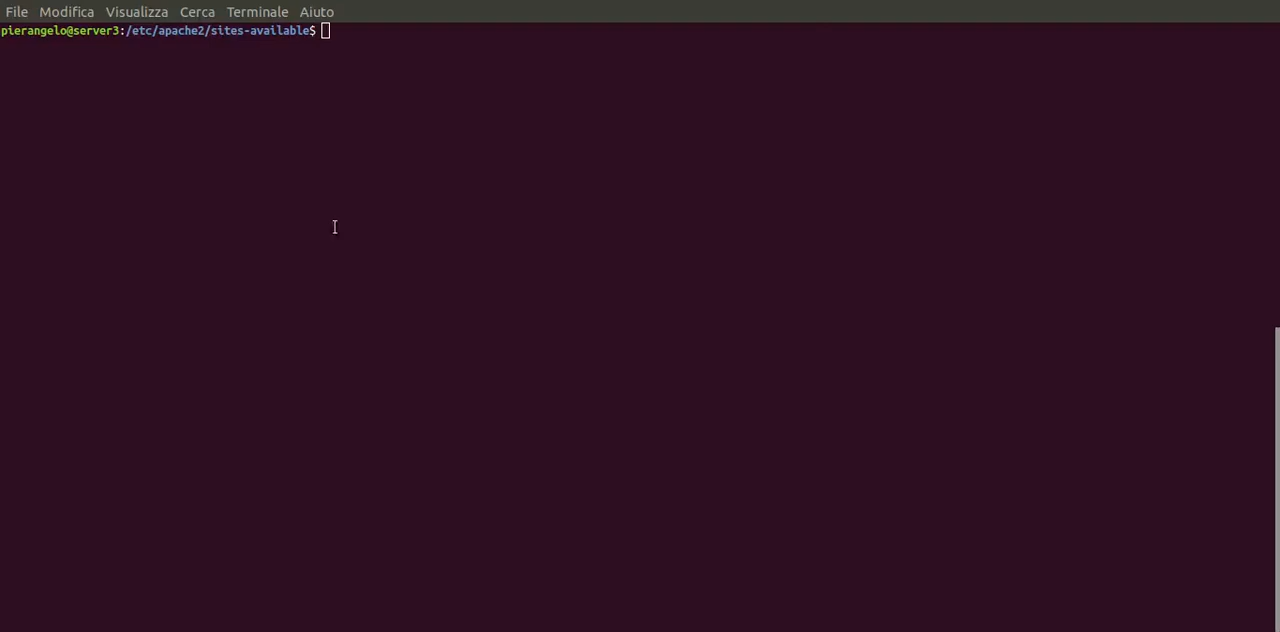 File Modifica Visualizza Cerca Terminale Aiuto
pierangelo@server3:/etc/apache2/sites-available$